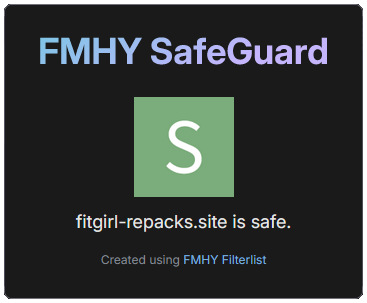 FMHY SafeGuard
S
fitgirl-repacks.site is safe.
Created using FMHY Filterlist